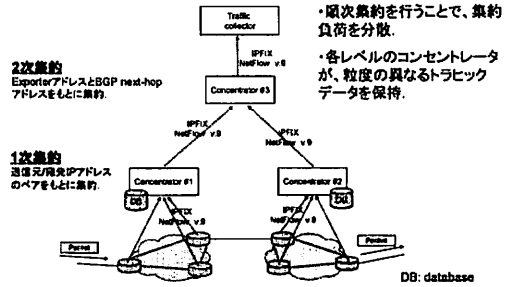 Traffic
collector
・順次集約を行うことで、集約
負荷を分散.
・各レベルのコンセントレータ
が、粒度の異なるトラヒック
データを保持.
IPFIX
NetFlow v.9
2次集約
ExporterアドレスとBGP next-hop
アドレスをもとに集約.
Concentrator #3
IPFIX
NetFlow v.9
IPFIX
NetFlow v.9
1次集約
送信元/宛先IPアドレス
のペアをもとに集約.
Concentrator #1
Concentrator #2
DB
DB
IPFIX
NetFlow v.9
IPFIX
NetFlow v.9
Packet
Packet
DB: database